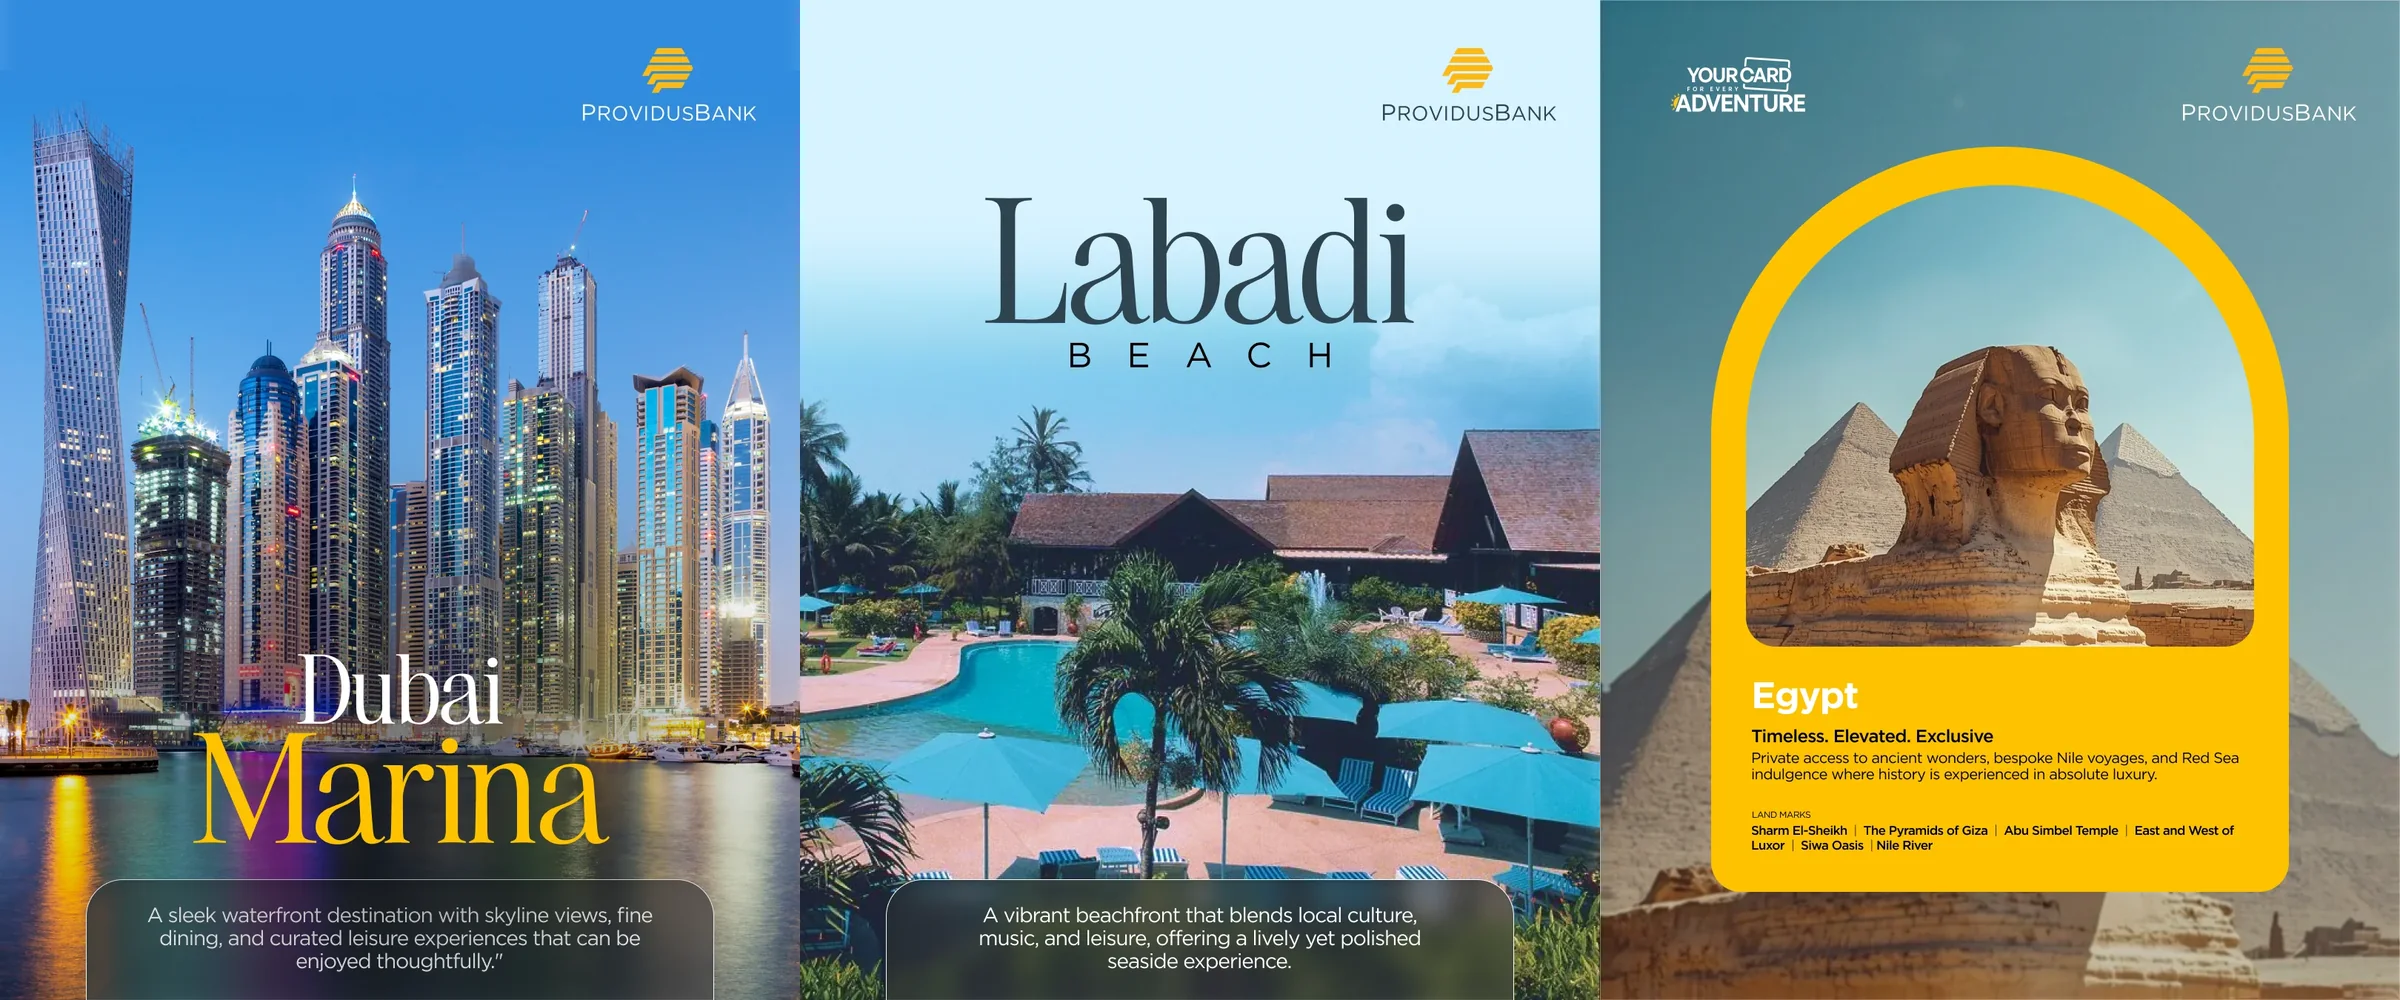 PROVIDUSBANK
Dubai
Marina
A sleek waterfront destination with skyline views, fine
dining, and curated leisure experiences that can be
enjoyed thoughtfully."
PROVIDUSBANK
Labadi
BEACH
A vibrant beachfront that blends local culture,
music, and leisure, offering a lively yet polished
seaside experience.
YOUR CARD
FOR EVERY
ADVENTURE
PROVIDUSBANK
Egypt
Timeless. Elevated. Exclusive
Private access to ancient wonders, bespoke Nile voyages, and Red Sea
indulgence where history is experienced in absolute luxury.
LAND MARKS
Sharm El-Sheikh | The Pyramids of Giza | Abu Simbel Temple | East and West of
Luxor | Siwa Oasis | Nile River